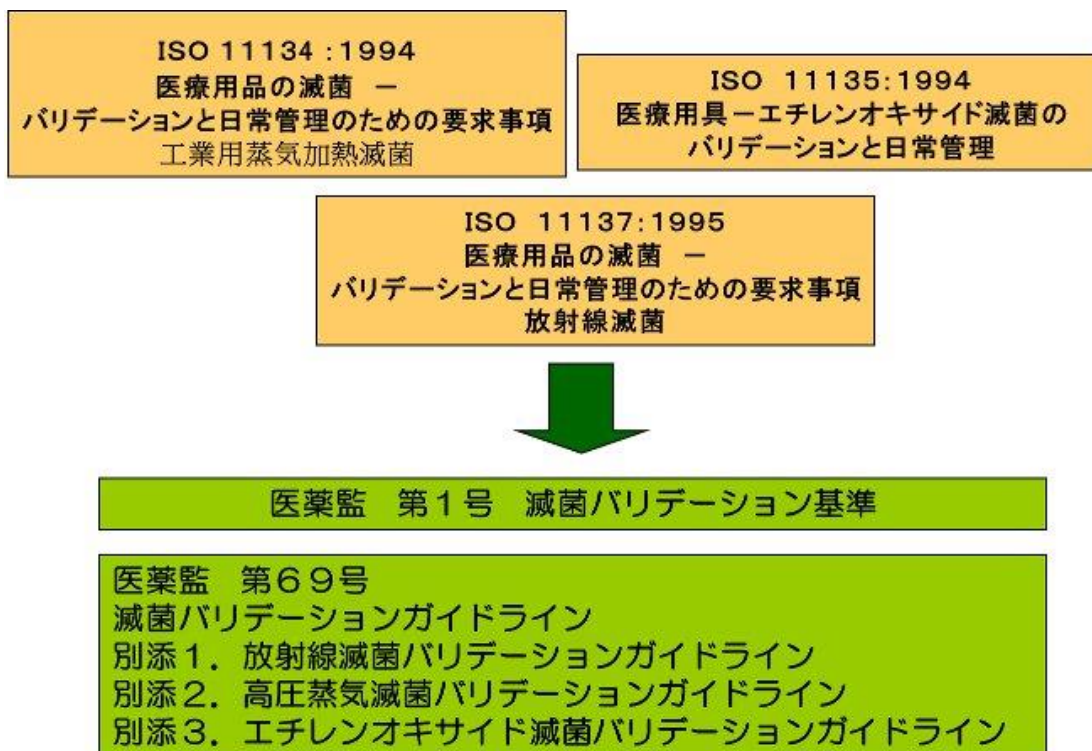 ISO 11134 :1994
医療用品の滅菌 －
バリデーションと日常管理のための要求事項
工業用蒸気加熱滅菌
ISO 11135:1994
医療用具－エチレンオキサイド滅菌の
バリデーションと日常管理
ISO 11137:1995
医療用品の滅菌 －
バリデーションと日常管理のための要求事項
放射線滅菌
医薬監 第１号 滅菌バリデーション基準
医薬監 第６９号
滅菌バリデーションガイドライン
別添１．放射線滅菌バリデーションガイドライン
別添２．高圧蒸気滅菌バリデーションガイドライン
別添３．エチレンオキサイド滅菌バリデーションガイドライン